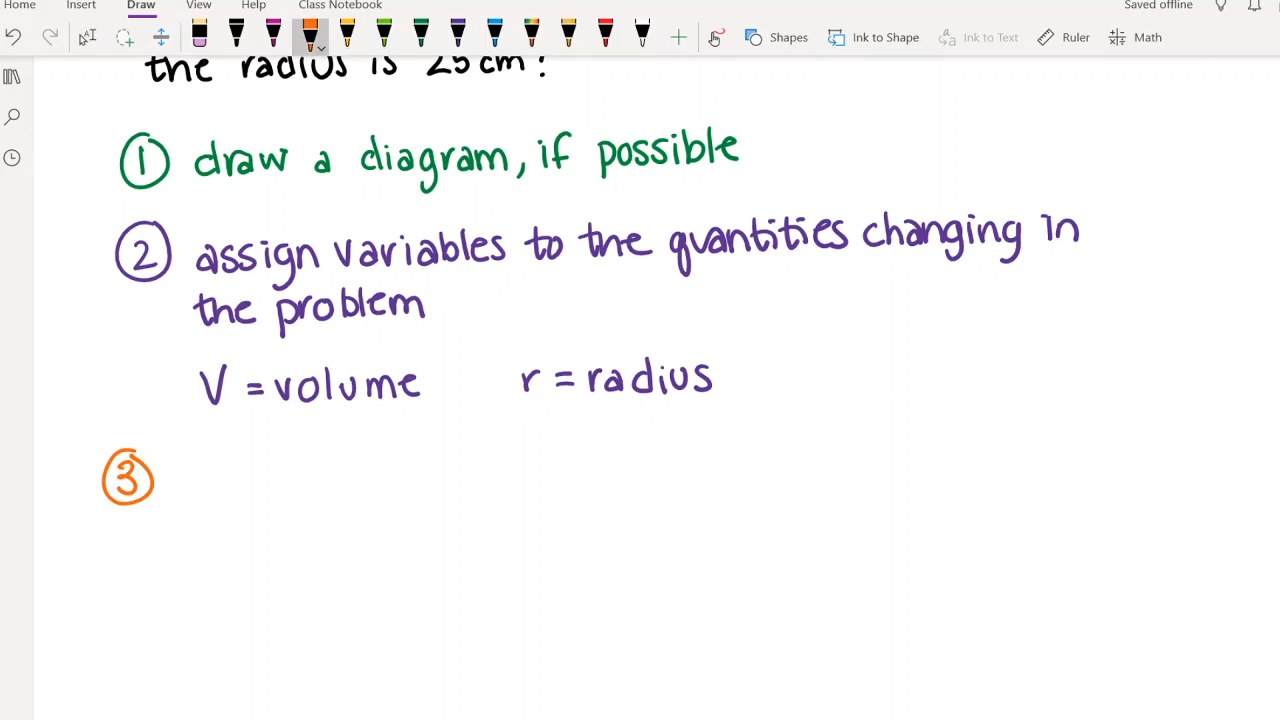 Home Insert Draw View Help Class Notebook Saved offline
Shapes Ink to Shape Ink to Text Ruler Math
the radius is 25 cm?
1 draw a diagram, if possible
2 assign variables to the quantities changing in
the problem
V = volume r = radius
3